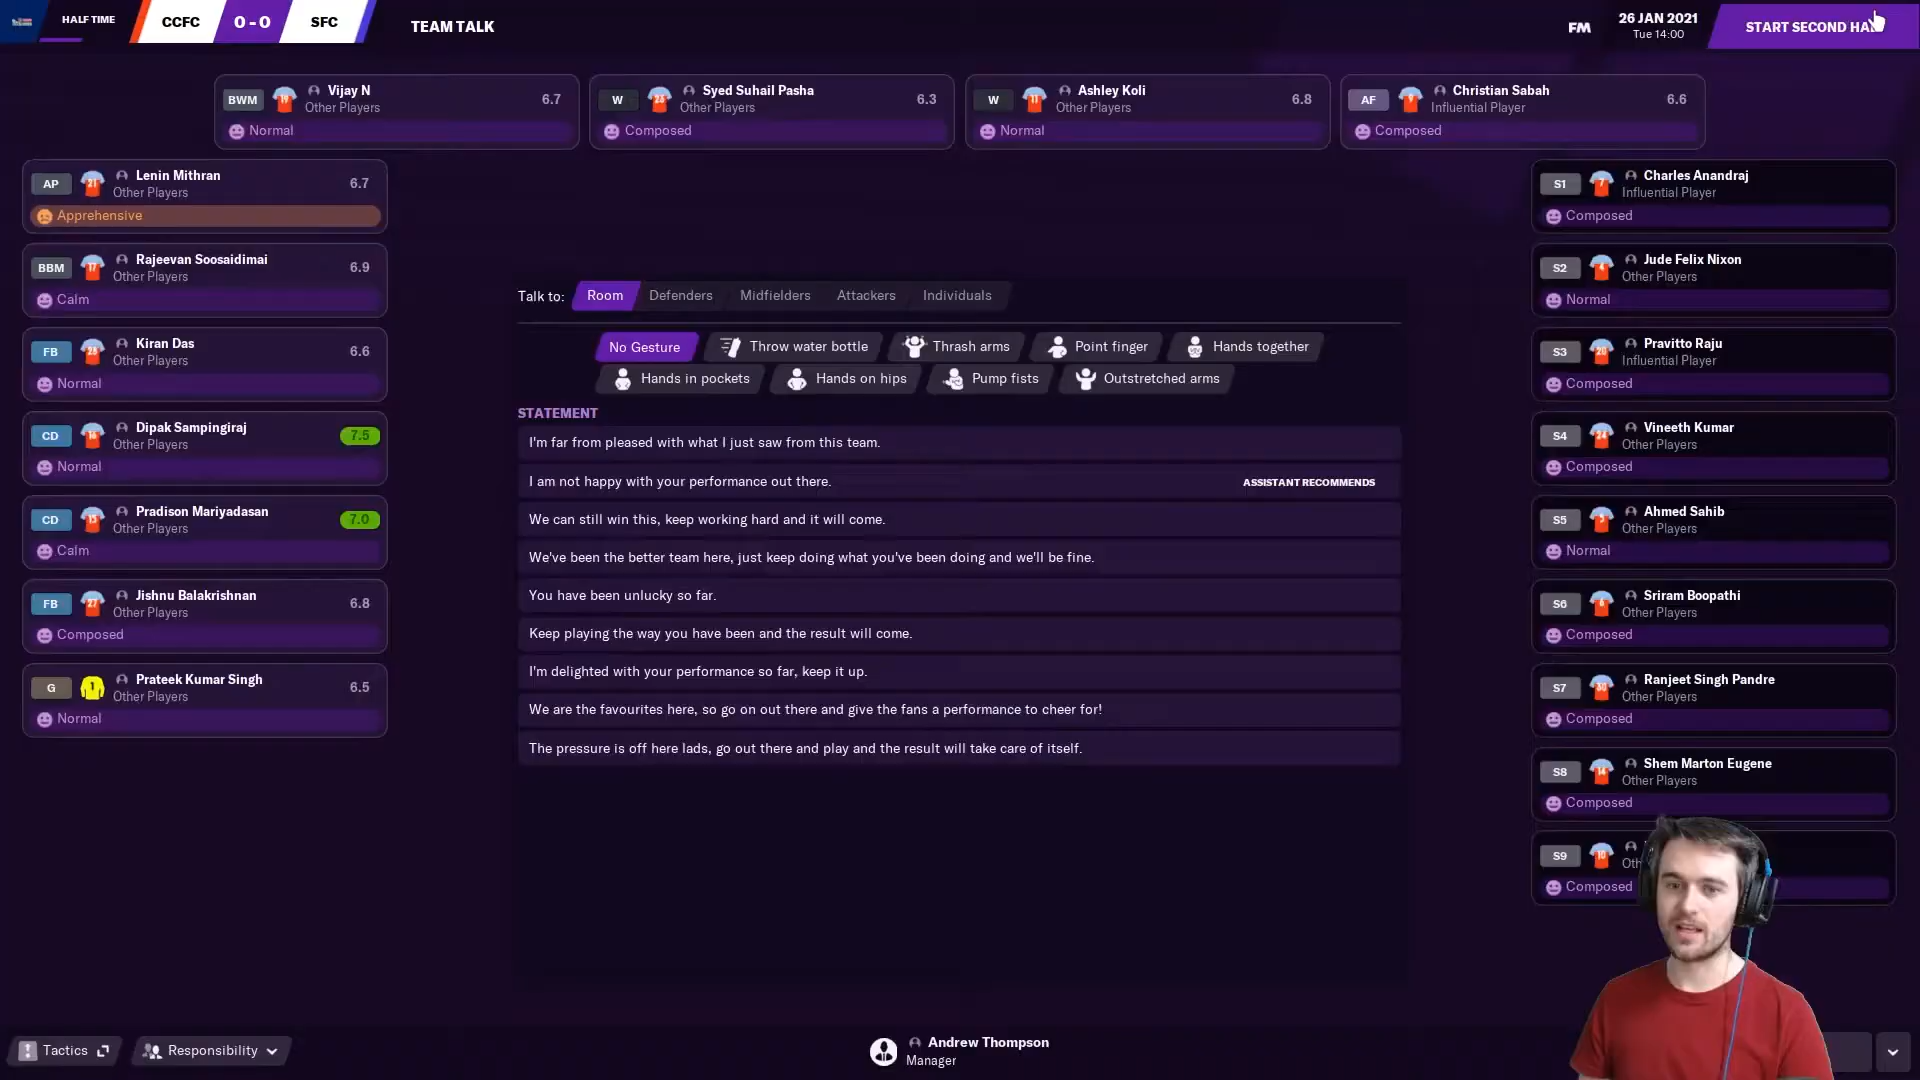 HALF TIME
CCFC
0 - 0
SFC
TEAM TALK
FM
26 JAN 2021
Tue 14:00
START SECOND HA
BWM
19
Vijay N
Other Players
6.7
Normal
W
Syed Suhail Pasha
Other Players
6.3
Composed
W
11
Ashley Koli
Other Players
6.8
Normal
AF
Christian Sabah
Influential Player
6.6
Composed
AP
21
Lenin Mithran
Other Players
6.7
Apprehensive
BBM
17
Rajeevan Soosaidimai
Other Players
6.9
Calm
FB
Kiran Das
Other Players
6.6
Normal
CD
16
Dipak Sampingiraj
Other Players
7.5
Normal
CD
15
Pradison Mariyadasan
Other Players
7.0
Calm
FB
27
Jishnu Balakrishnan
Other Players
6.8
Composed
G
1
Prateek Kumar Singh
Other Players
6.5
Normal
Talk to:
Room
Defenders
Midfielders
Attackers
Individuals
No Gesture
Throw water bottle
Thrash arms
Point finger
Hands together
Hands in pockets
Hands on hips
Pump fists
Outstretched arms
STATEMENT
I'm far from pleased with what I just saw from this team.
I am not happy with your performance out there.
ASSISTANT RECOMMENDS
We can still win this, keep working hard and it will come.
We've been the better team here, just keep doing what you've been doing and we'll be fine.
You have been unlucky so far.
Keep playing the way you have been and the result will come.
I'm delighted with your performance so far, keep it up.
We are the favourites here, so go on out there and give the fans a performance to cheer for!
The pressure is off here lads, go out there and play and the result will take care of itself.
S1
7
Charles Anandraj
Influential Player
Composed
S2
4
Jude Felix Nixon
Other Players
Normal
S3
20
Pravitto Raju
Influential Player
Composed
S4
24
Vineeth Kumar
Other Players
Composed
S5
Ahmed Sahib
Other Players
Normal
S6
Sriram Boopathi
Other Players
Composed
S7
30
Ranjeet Singh Pandre
Other Players
Composed
S8
14
Shem Marton Eugene
Other Players
Composed
S9
10
Oth
Composed
Tactics
Responsibility
Andrew Thompson
Manager